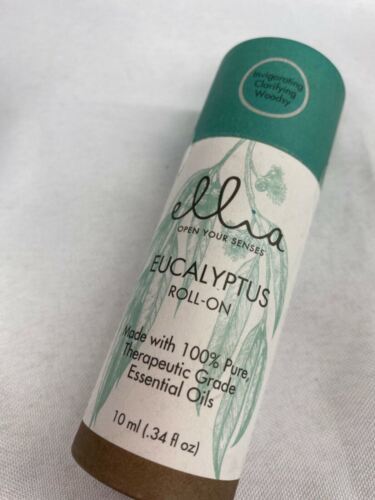 Invigorating
Clarifying
Woodsy
ellia
OPEN YOUR SENSES
EUCALYPTUS
ROLL-ON
Made with 100% Pure,
Therapeutic Grade
Essential Oils
10 ml (.34 fl oz)